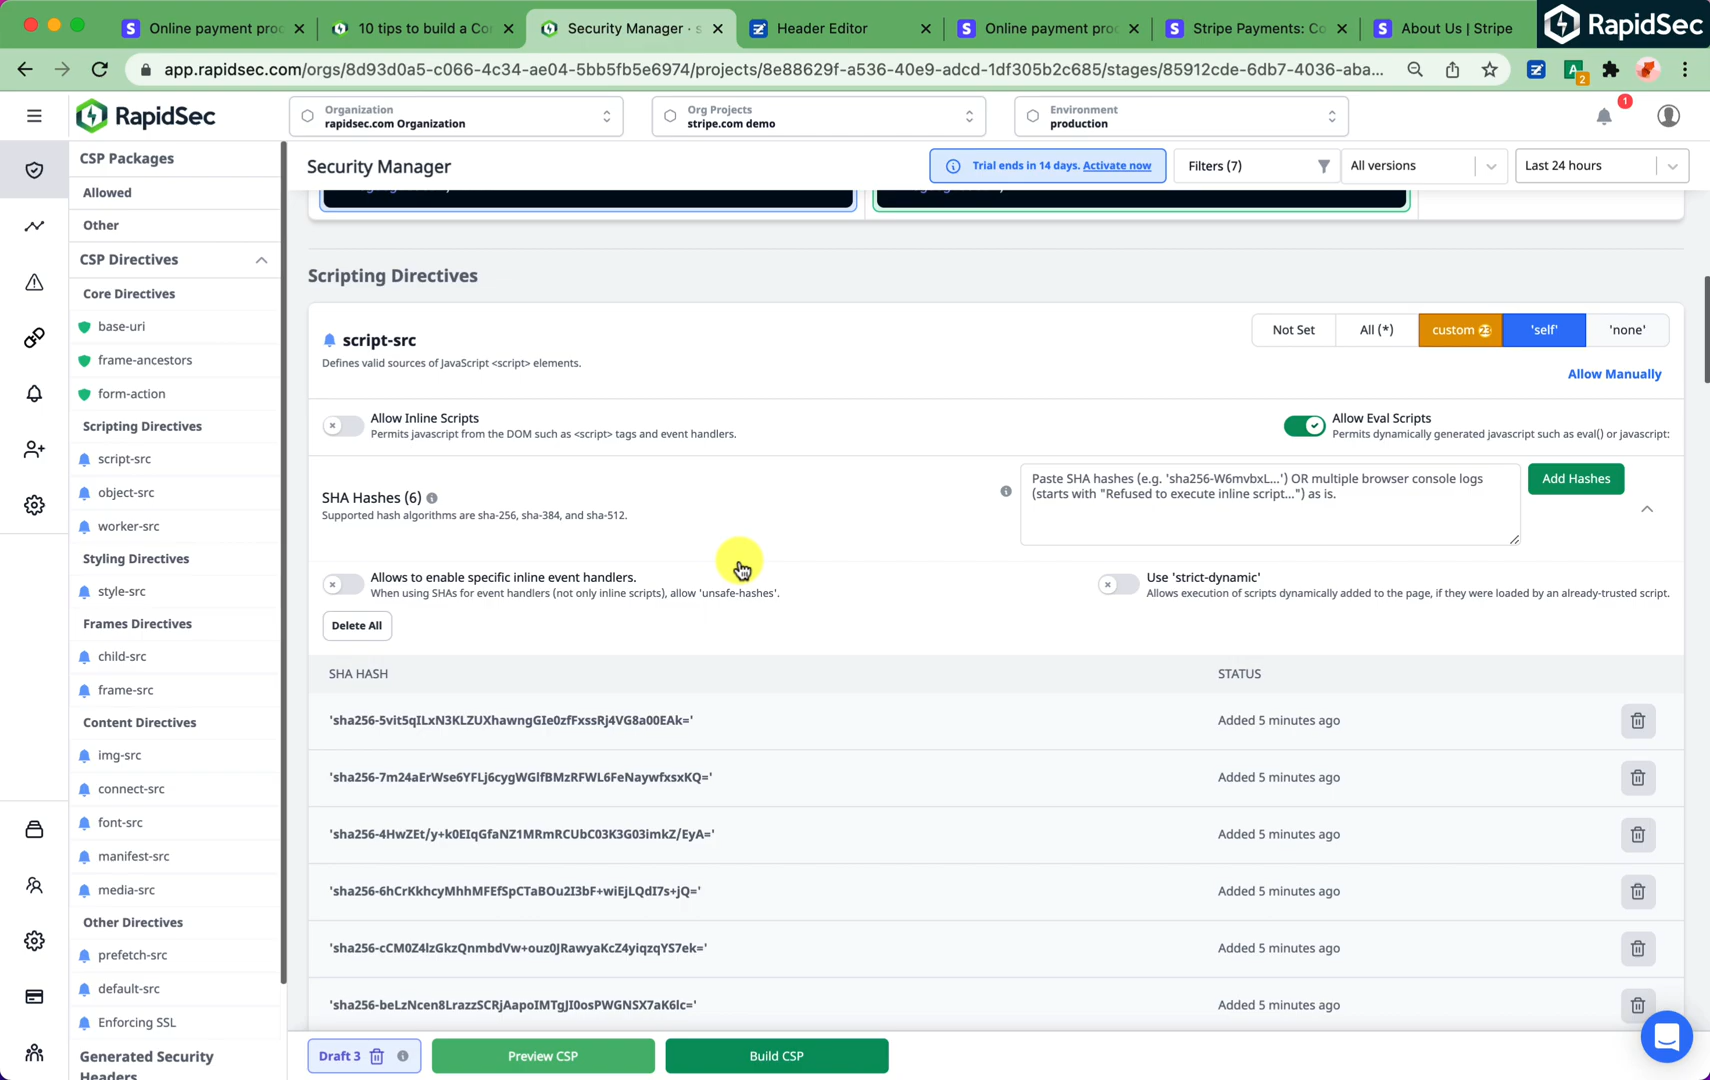 Online payment proc
10 tips to build a Co
Security Manager · s
Header Editor
Online payment proc
Stripe Payments: Co
About Us | Stripe
RapidSec
app.rapidsec.com/orgs/8d93d0a5-c066-4c34-ae04-5bb5fb5e6974/projects/8e88629f-a536-40e9-adcd-1df305b2c685/stages/85912cde-6db7-4036-aba...
2
RapidSec
Organization
rapidsec.com Organization
Org Projects
stripe.com demo
Environment
production
1
CSP Packages
Allowed
Other
CSP Directives
Core Directives
base-uri
frame-ancestors
form-action
Scripting Directives
script-src
object-src
worker-src
Styling Directives
style-src
Frames Directives
child-src
frame-src
Content Directives
img-src
connect-src
font-src
manifest-src
media-src
Other Directives
prefetch-src
default-src
Enforcing SSL
Generated Security
Headers
Security Manager
Trial ends in 14 days. Activate now
Filters (7)
All versions
Last 24 hours
Scripting Directives
script-src
Defines valid sources of JavaScript <script> elements.
Not Set
All (*)
custom 23
'self'
'none'
Allow Manually
Allow Inline Scripts
Permits javascript from the DOM such as <script> tags and event handlers.
Allow Eval Scripts
Permits dynamically generated javascript such as eval() or javascript:
SHA Hashes (6)
Supported hash algorithms are sha-256, sha-384, and sha-512.
Paste SHA hashes (e.g. 'sha256-W6mvbxL...') OR multiple browser console logs
(starts with "Refused to execute inline script...") as is.
Add Hashes
Allows to enable specific inline event handlers.
When using SHAs for event handlers (not only inline scripts), allow 'unsafe-hashes'.
Use 'strict-dynamic'
Allows execution of scripts dynamically added to the page, if they were loaded by an already-trusted script.
Delete All
SHA HASH
STATUS
'sha256-5vit5qILxN3KLZUXhawngGIe0zfFxssRj4VG8a00EAk='
Added 5 minutes ago
'sha256-7m24aErWse6YFLj6cygWGlfBMzRFWL6FeNaywfxsxKQ='
Added 5 minutes ago
'sha256-4HwZEt/y+k0EIqGfaNZ1MRmRCUbC03K3G03imkZ/EyA='
Added 5 minutes ago
'sha256-6hCrKkhcyMhhMFEfSpCTaBOu2I3bF+wiEjLQdI7s+jQ='
Added 5 minutes ago
'sha256-cCM0Z4lzGkzQnmbdVw+ouz0JRawyaKcZ4yiqzqYS7ek='
Added 5 minutes ago
'sha256-beLzNcen8LrazzSCRjAapoIMTgJI0osPWGNSX7aK6lc='
Added 5 minutes ago
Draft 3
Preview CSP
Build CSP